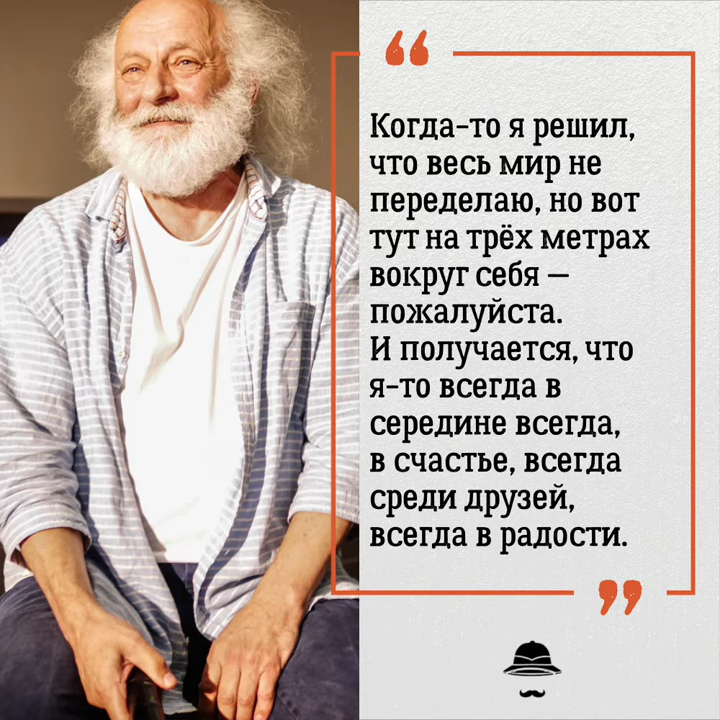 Когда-то я решил,
что весь мир не
переделаю, но вот
тут на трёх метрах
вокруг себя —
пожалуйста.
И получается, что
я-то всегда в
середине всегда,
в счастье, всегда
среди друзей,
всегда в радости.